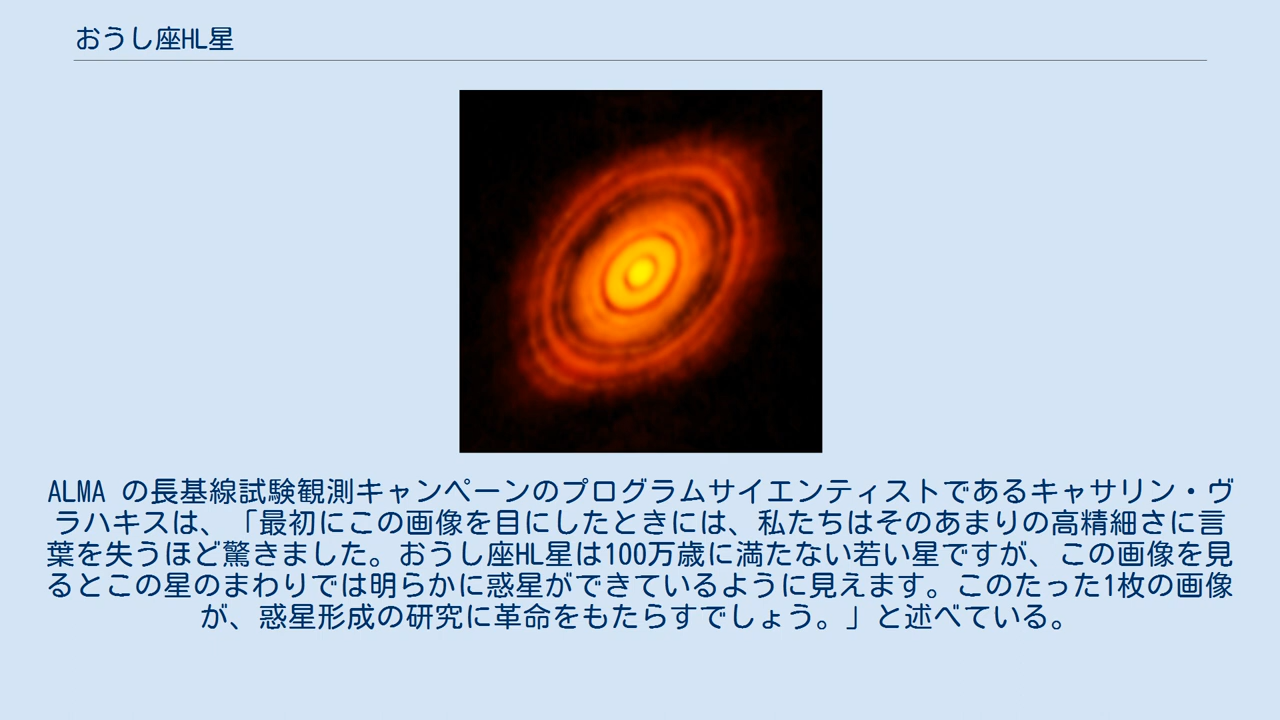 おうし座HL星
ALMA の長基線試験観測キャンペーンのプログラムサイエンティストであるキャサリン・ヴ
ラハキスは、「最初にこの画像を目にしたときには、私たちはそのあまりの高精細さに言
葉を失うほど驚きました。おうし座HL星は100万歳に満たない若い星ですが、この画像を見
るとこの星のまわりでは明らかに惑星ができているように見えます。このたった1枚の画像
が、惑星形成の研究に革命をもたらすでしょう。」と述べている。